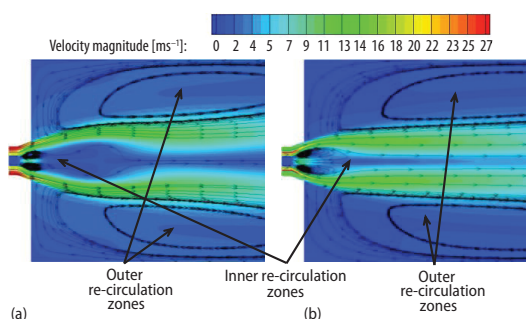 Velocity magnitude [ms⁻¹]:
0 2 4 5 7 9 11 13 14 16 18 20 22 23 25 27
Outer
re-circulation
zones
Inner re-circulation
zones
Outer
re-circulation
zones
(a)
(b)